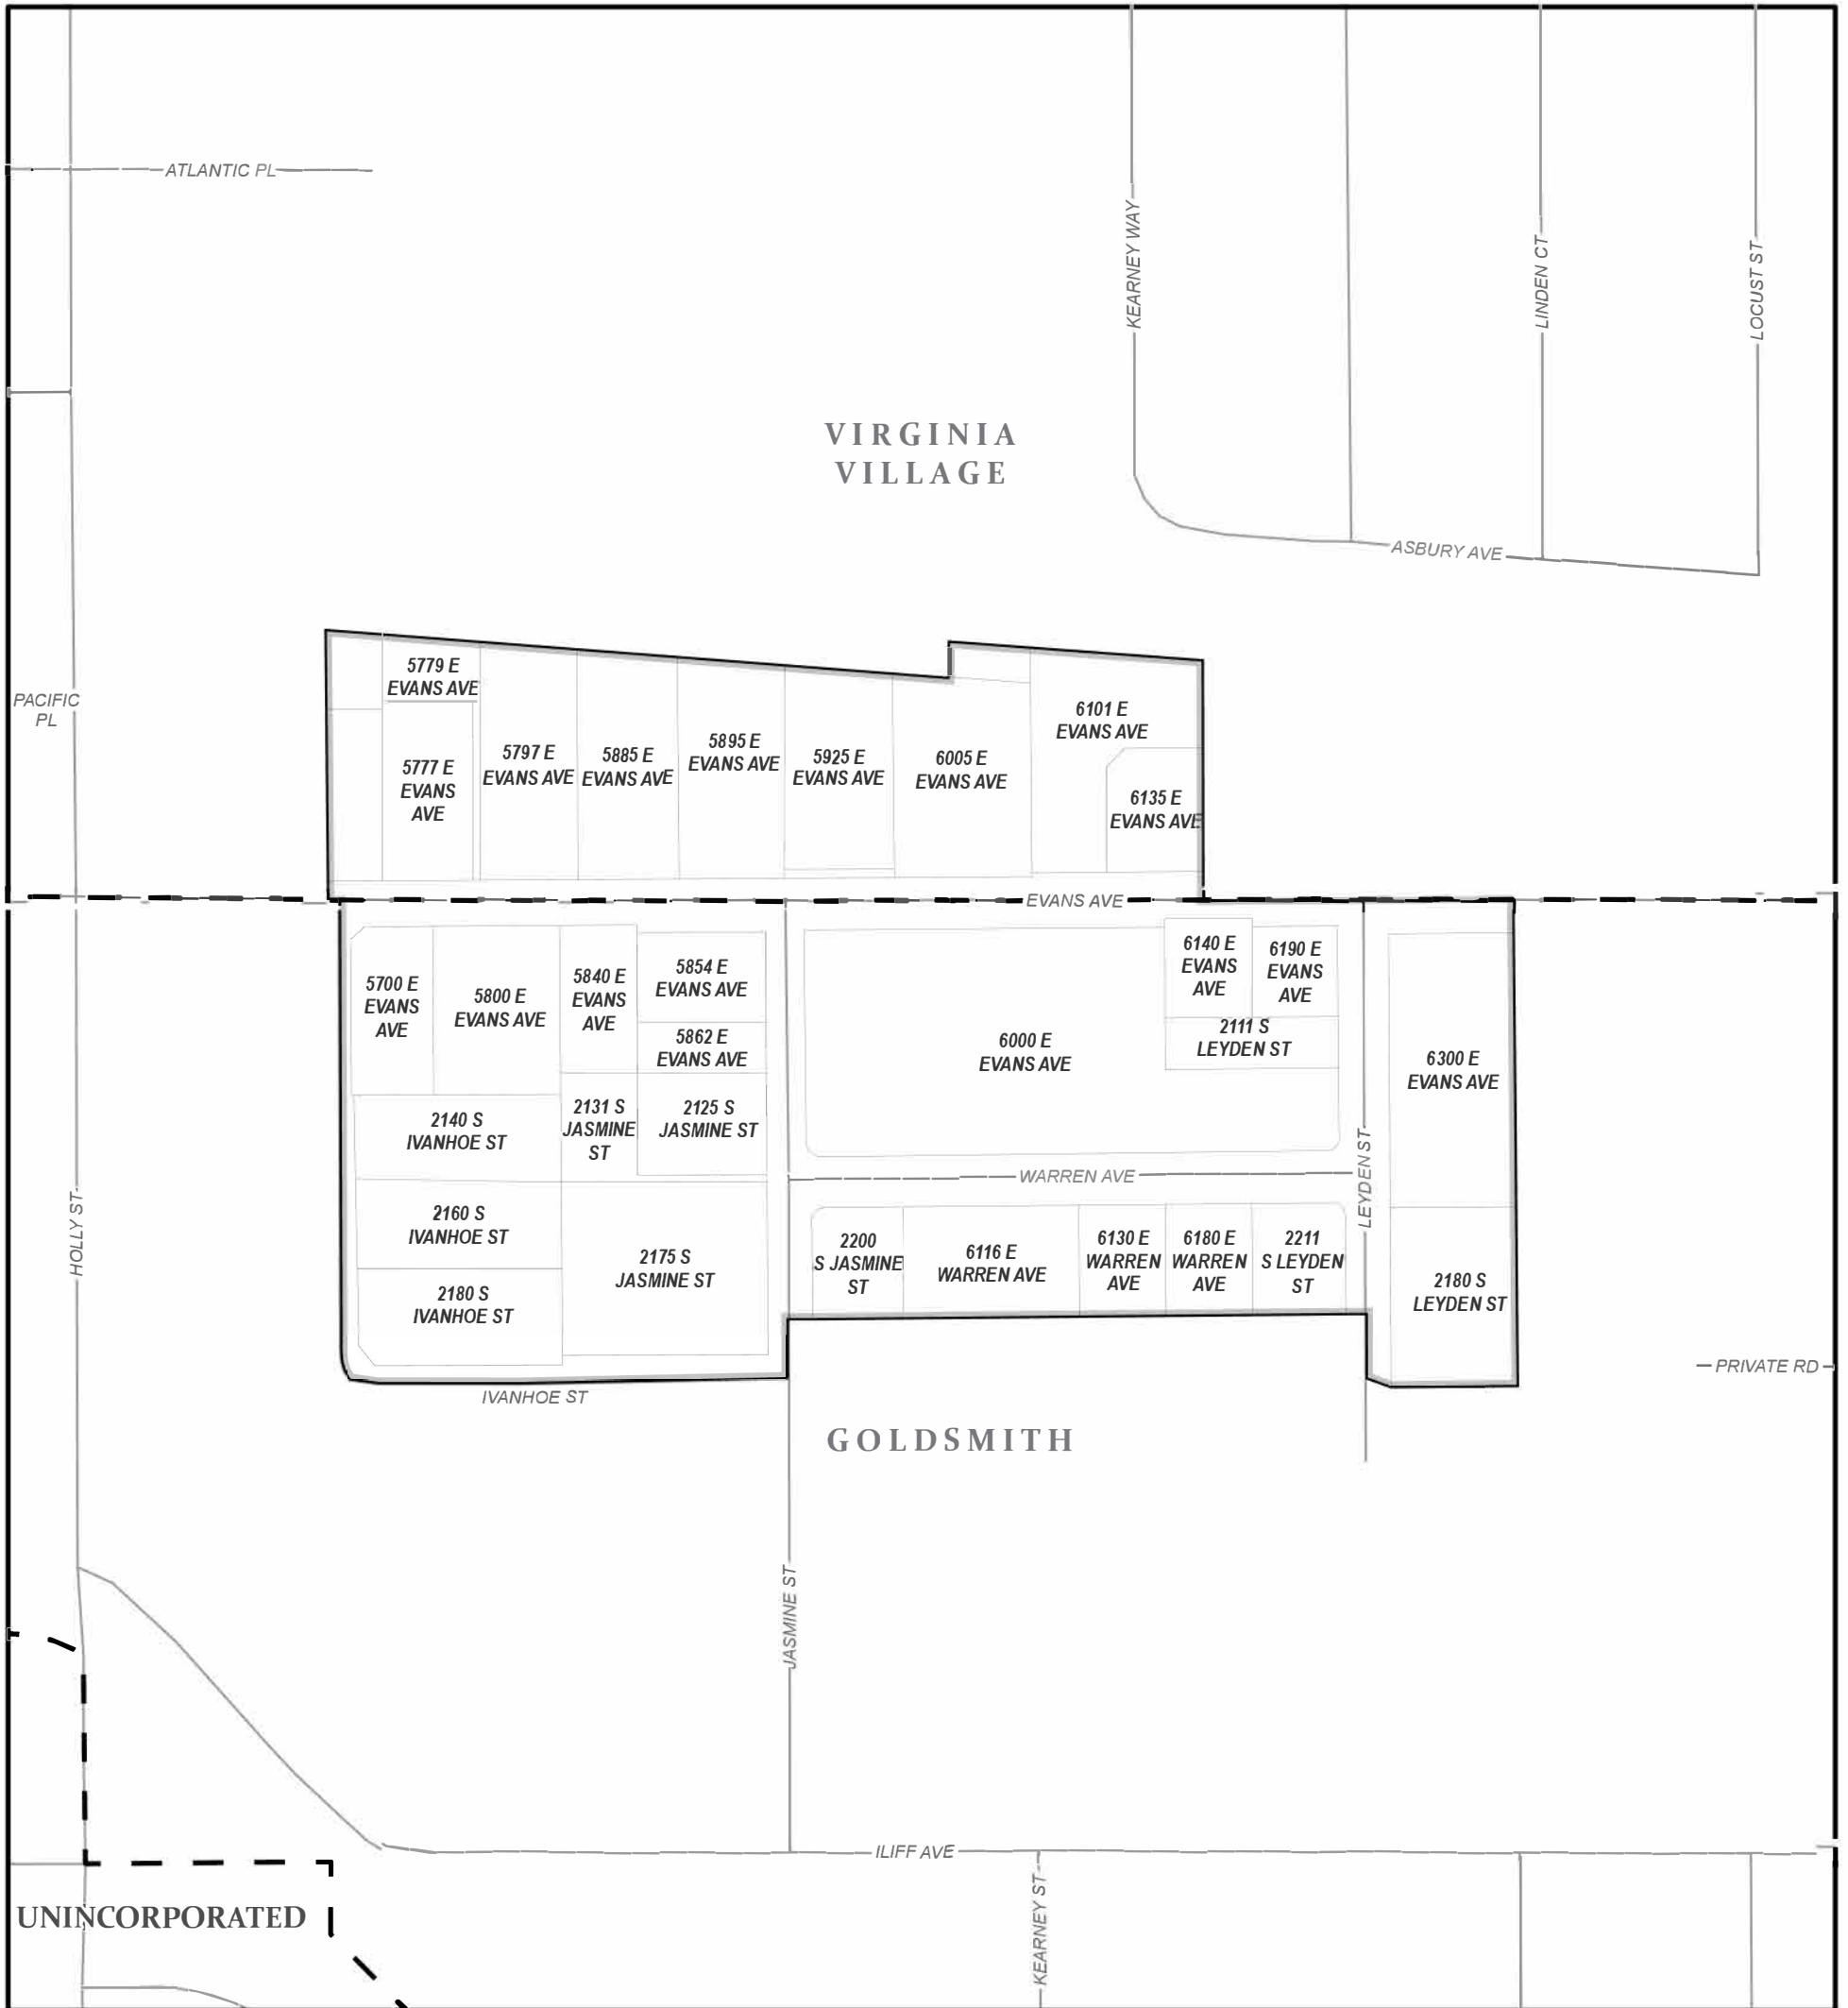 ATLANTIC PL
KEARNEY WAY
LINDEN CT
LOCUST ST
VIRGINIA
VILLAGE
ASBURY AVE
PACIFIC
PL
5779 E
EVANS AVE
5777 E
EVANS
AVE
5797 E
EVANS AVE
5885 E
EVANS AVE
5895 E
EVANS AVE
5925 E
EVANS AVE
6005 E
EVANS AVE
6101 E
EVANS AVE
6135 E
EVANS AVE
EVANS AVE
5700 E
EVANS
AVE
5800 E
EVANS AVE
5840 E
EVANS
AVE
5854 E
EVANS AVE
5862 E
EVANS AVE
6000 E
EVANS AVE
6140 E
EVANS
AVE
6190 E
EVANS
AVE
2111 S
LEYDEN ST
6300 E
EVANS AVE
2140 S
IVANHOE ST
2131 S
JASMINE
ST
2125 S
JASMINE ST
WARREN AVE
LEYDEN ST
HOLLY ST
2160 S
IVANHOE ST
2180 S
IVANHOE ST
2175 S
JASMINE ST
2200
S JASMINE
ST
6116 E
WARREN AVE
6130 E
WARREN
AVE
6180 E
WARREN
AVE
2211
S LEYDEN
ST
2180 S
LEYDEN ST
PRIVATE RD
IVANHOE ST
GOLDSMITH
JASMINE ST
ILIFF AVE
KEARNEY ST
UNINCORPORATED